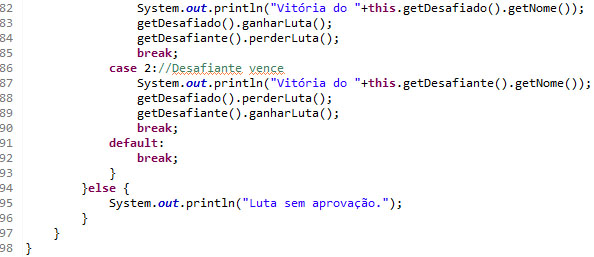 82 System.out.println("Vitória do "+this.getDesafiado().getNome());
83 getDesafiado().ganharLuta();
84 getDesafiante().perderLuta();
85 break;
86 case 2://Desafiante vence
87 System.out.println("Vitória do "+this.getDesafiante().getNome());
88 getDesafiado().perderLuta();
89 getDesafiante().ganharLuta();
90 break;
91 default:
92 break;
93 }
94 }else {
95 System.out.println("Luta sem aprovação.");
96 }
97 }
98 }